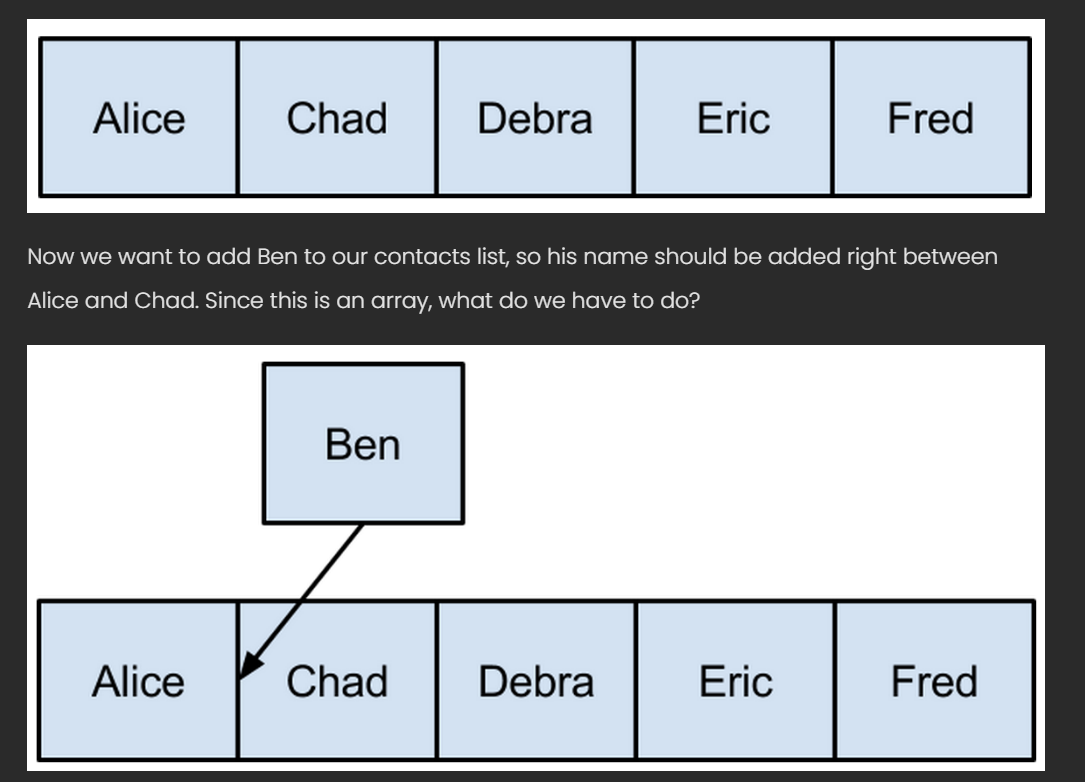 Alice Chad Debra Eric Fred
Now we want to add Ben to our contacts list, so his name should be added right between
Alice and Chad. Since this is an array, what do we have to do?
Ben
Alice Chad Debra Eric Fred